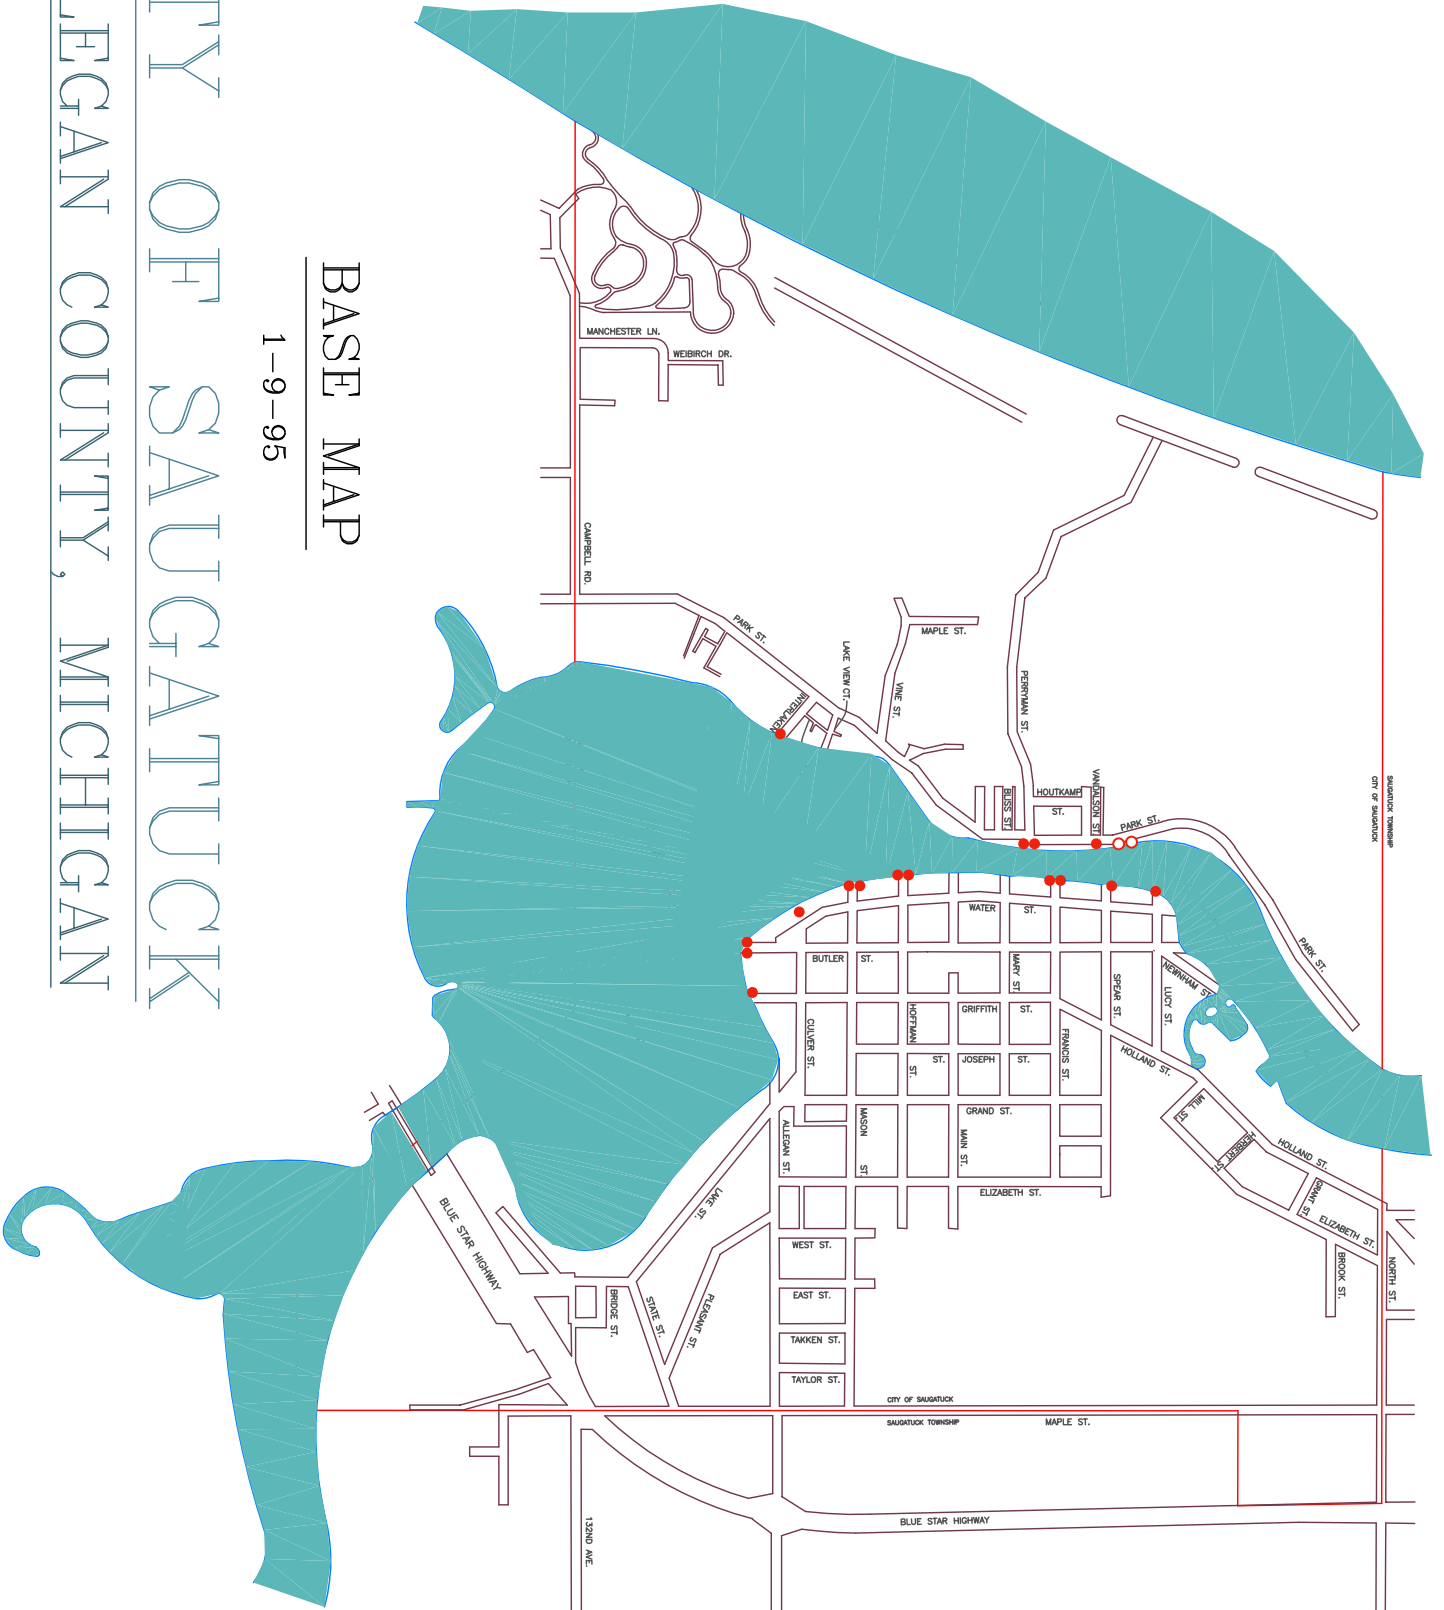 TY OF SAUGATUCK
LEGAN COUNTY, MICHIGAN
BASE MAP
1-9-95
MANCHESTER LN.
WEIBIRCH DR.
CAMPBELL RD.
PARK ST.
LAKE VIEW CT.
INTERLAKEN
MAPLE ST.
VINE ST.
PERRYMAN ST.
BLISS ST.
HOUTKAMP
ST.
VANDALSON ST.
PARK ST.
SAUGATUCK TOWNSHIP
CITY OF SAUGATUCK
PARK ST.
WATER ST.
BUTLER ST.
MARY ST.
SPEAR ST.
LUCY ST.
NEWNHAM ST.
CULVER ST.
HOFFMAN ST.
GRIFFITH ST.
FRANCIS ST.
HOLLAND ST.
ST. JOSEPH ST.
MASON ST.
GRAND ST.
MAIN ST.
MILL ST.
HERBERT ST.
HOLLAND ST.
ALLEGAN ST.
ELIZABETH ST.
GRANT ST.
ELIZABETH ST.
BROOK ST.
NORTH ST.
LAKE ST.
BLUE STAR HIGHWAY
WEST ST.
EAST ST.
BRIDGE ST.
STATE ST.
PLEASANT ST.
TAKKEN ST.
TAYLOR ST.
CITY OF SAUGATUCK
SAUGATUCK TOWNSHIP
MAPLE ST.
BLUE STAR HIGHWAY
132ND AVE.